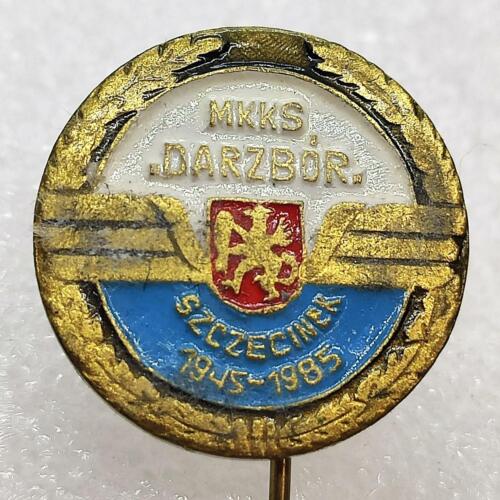 MKKS
„DARZBÓR”
SZCZECINEK
1945-1985